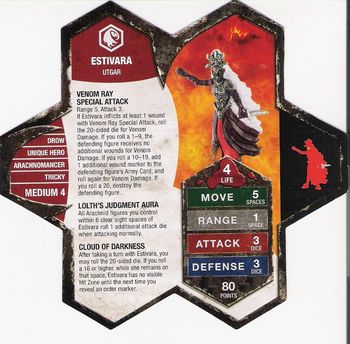 ESTIVARA
UTGAR
VENOM RAY
SPECIAL ATTACK
Range 5. Attack 3.
If Estivara inflicts at least 1 wound
with Venom Ray Special Attack, roll
the 20-sided die for Venom
Damage. If you roll a 1–9, the
defending figure receives no
additional wounds for Venom
Damage. If you roll a 10–19, add
1 additional wound marker to the
defending figure's Army Card, and
roll again for Venom Damage. If
you roll a 20, destroy the
defending figure.
LOLTH'S JUDGMENT AURA
All Arachnid figures you control
within 6 clear sight spaces of
Estivara roll 1 additional attack die
when attacking normally.
CLOUD OF DARKNESS
After taking a turn with Estivara, you
may roll the 20-sided die. If you roll
a 16 or higher, while she remains on
that space, Estivara has no visible
Hit Zone until the next time you
reveal an order marker.
DROW
UNIQUE HERO
ARACHNOMANCER
TRICKY
MEDIUM 4
4
LIFE
MOVE 5 SPACES
RANGE 1 SPACE
ATTACK 3 DICE
DEFENSE 3 DICE
80
POINTS